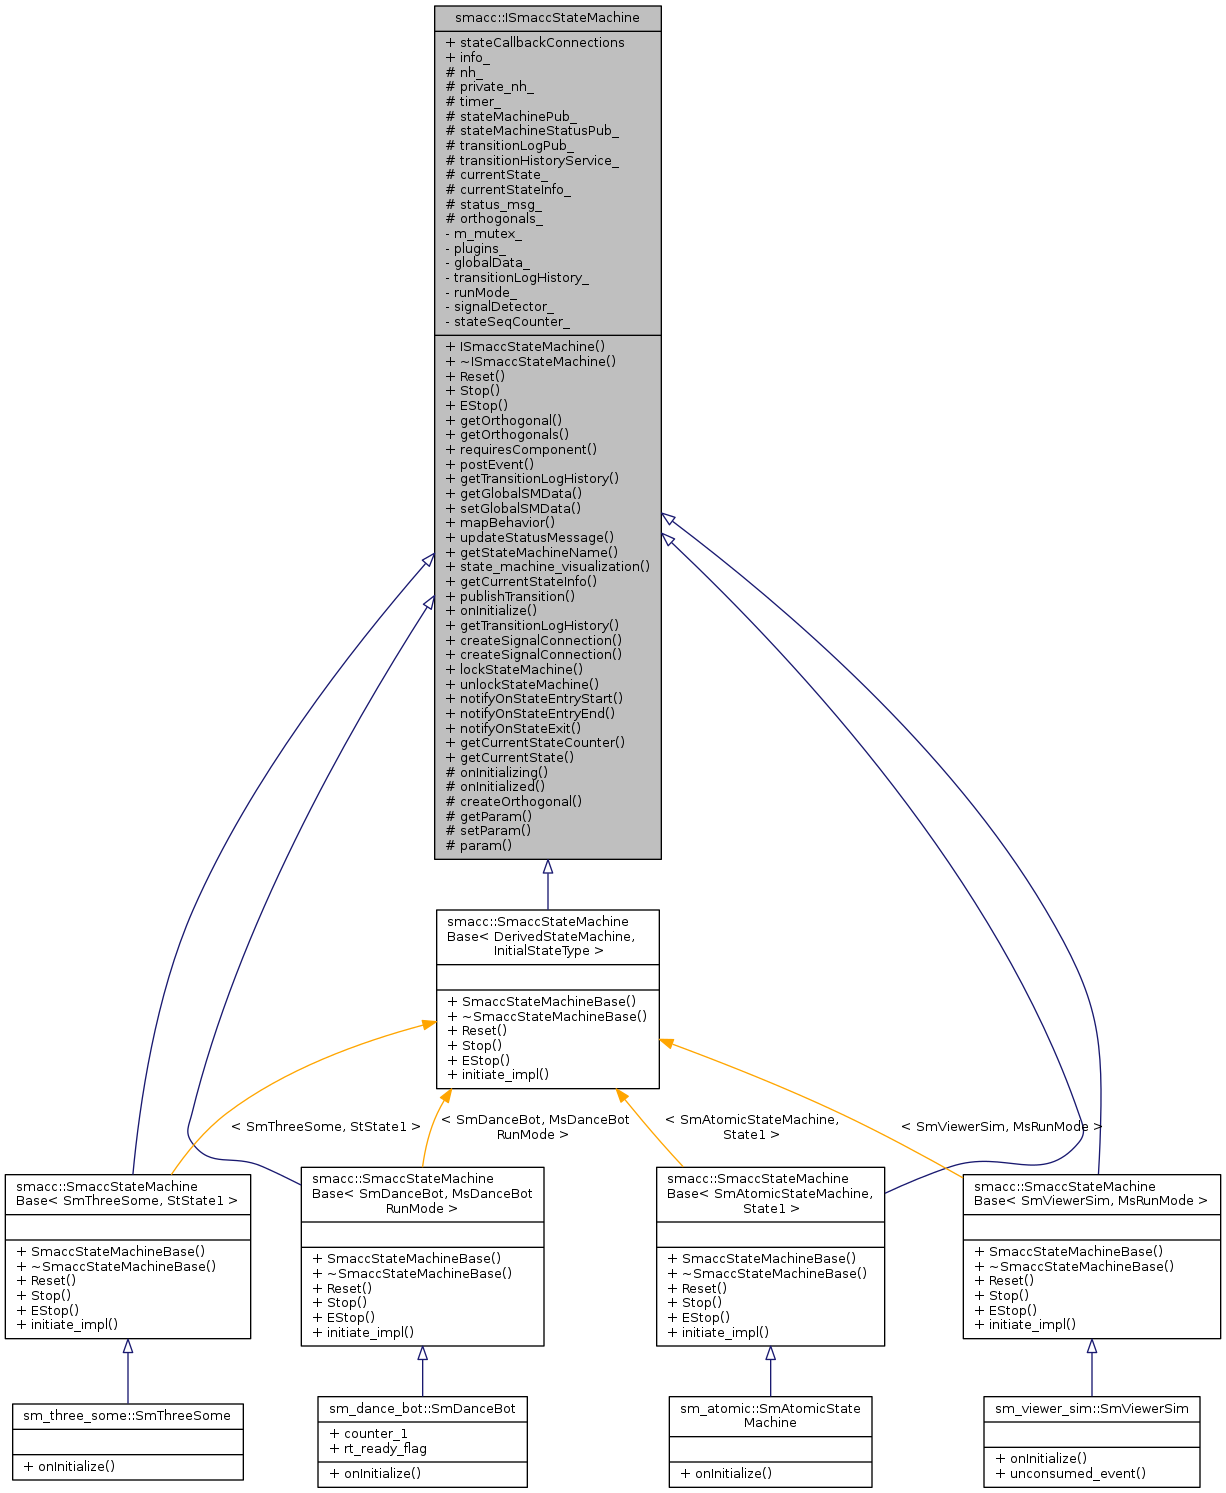 smacc::ISmaccStateMachine
+ stateCallbackConnections
+ info_
# nh_
# private_nh_
# timer_
# stateMachinePub_
# stateMachineStatusPub_
# transitionLogPub_
# transitionHistoryService_
# currentState_
# currentStateInfo_
# status_msg_
# orthogonals_
- m_mutex_
- plugins_
- globalData_
- transitionLogHistory_
- runMode_
- signalDetector_
- stateSeqCounter_
+ ISmaccStateMachine()
+ ~ISmaccStateMachine()
+ Reset()
+ Stop()
+ EStop()
+ getOrthogonal()
+ getOrthogonals()
+ requiresComponent()
+ postEvent()
+ getTransitionLogHistory()
+ getGlobalSMData()
+ setGlobalSMData()
+ mapBehavior()
+ updateStatusMessage()
+ getStateMachineName()
+ state_machine_visualization()
+ getCurrentStateInfo()
+ publishTransition()
+ onInitialize()
+ getTransitionLogHistory()
+ createSignalConnection()
+ createSignalConnection()
+ lockStateMachine()
+ unlockStateMachine()
+ notifyOnStateEntryStart()
+ notifyOnStateEntryEnd()
+ notifyOnStateExit()
+ getCurrentStateCounter()
+ getCurrentState()
# onInitializing()
# onInitialized()
# createOrthogonal()
# getParam()
# setParam()
# param()
smacc::SmaccStateMachine
Base< DerivedStateMachine,
InitialStateType >
+ SmaccStateMachineBase()
+ ~SmaccStateMachineBase()
+ Reset()
+ Stop()
+ EStop()
+ initiate_impl()
< SmThreeSome, StState1 >
< SmDanceBot, MsDanceBot
RunMode >
< SmAtomicStateMachine,
State1 >
< SmViewerSim, MsRunMode >
smacc::SmaccStateMachine
Base< SmThreeSome, StState1 >
+ SmaccStateMachineBase()
+ ~SmaccStateMachineBase()
+ Reset()
+ Stop()
+ EStop()
+ initiate_impl()
smacc::SmaccStateMachine
Base< SmDanceBot, MsDanceBot
RunMode >
+ SmaccStateMachineBase()
+ ~SmaccStateMachineBase()
+ Reset()
+ Stop()
+ EStop()
+ initiate_impl()
smacc::SmaccStateMachine
Base< SmAtomicStateMachine,
State1 >
+ SmaccStateMachineBase()
+ ~SmaccStateMachineBase()
+ Reset()
+ Stop()
+ EStop()
+ initiate_impl()
smacc::SmaccStateMachine
Base< SmViewerSim, MsRunMode >
+ SmaccStateMachineBase()
+ ~SmaccStateMachineBase()
+ Reset()
+ Stop()
+ EStop()
+ initiate_impl()
sm_three_some::SmThreeSome
+ onInitialize()
sm_dance_bot::SmDanceBot
+ counter_1
+ rt_ready_flag
+ onInitialize()
sm_atomic::SmAtomicState
Machine
+ onInitialize()
sm_viewer_sim::SmViewerSim
+ onInitialize()
+ unconsumed_event()